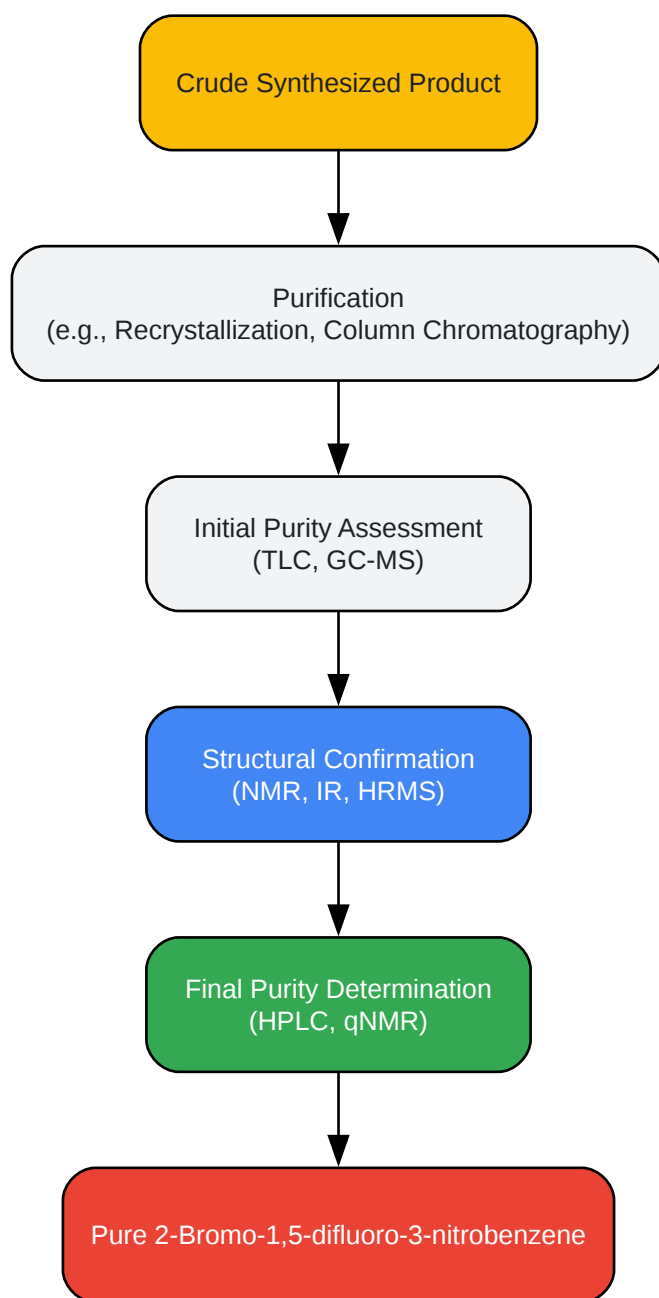 Crude Synthesized Product
Purification
(e.g., Recrystallization, Column Chromatography)
Initial Purity Assessment
(TLC, GC-MS)
Structural Confirmation
(NMR, IR, HRMS)
Final Purity Determination
(HPLC, qNMR)
Pure 2-Bromo-1,5-difluoro-3-nitrobenzene